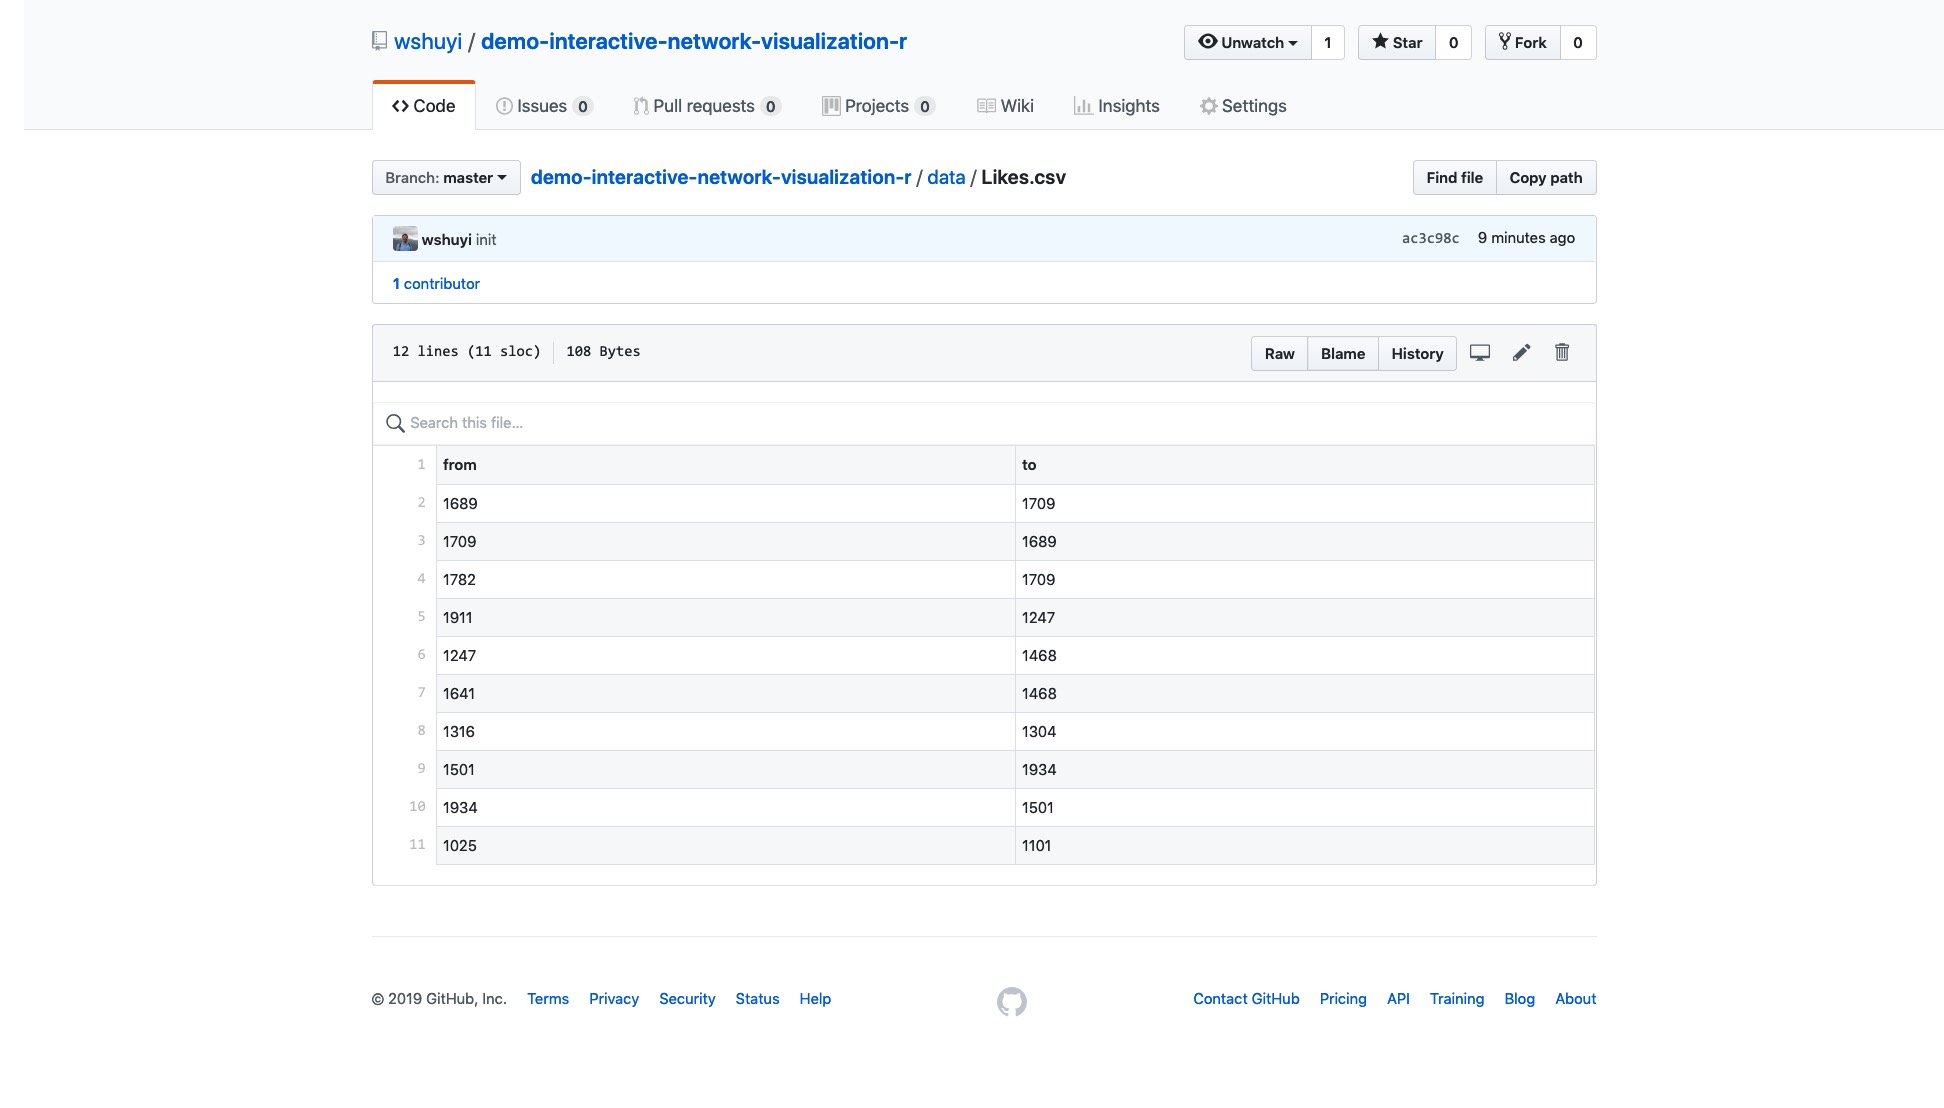 wshuyi / demo-interactive-network-visualization-r
Unwatch 1 Star 0 Fork 0
Code Issues 0 Pull requests 0 Projects 0 Wiki Insights Settings
Branch: master demo-interactive-network-visualization-r / data / Likes.csv Find file Copy path
wshuyi init ac3c98c 9 minutes ago
1 contributor
12 lines (11 sloc) 108 Bytes Raw Blame History
Search this file...
1 from to
2 1689 1709
3 1709 1689
4 1782 1709
5 1911 1247
6 1247 1468
7 1641 1468
8 1316 1304
9 1501 1934
10 1934 1501
11 1025 1101
© 2019 GitHub, Inc. Terms Privacy Security Status Help Contact GitHub Pricing API Training Blog About